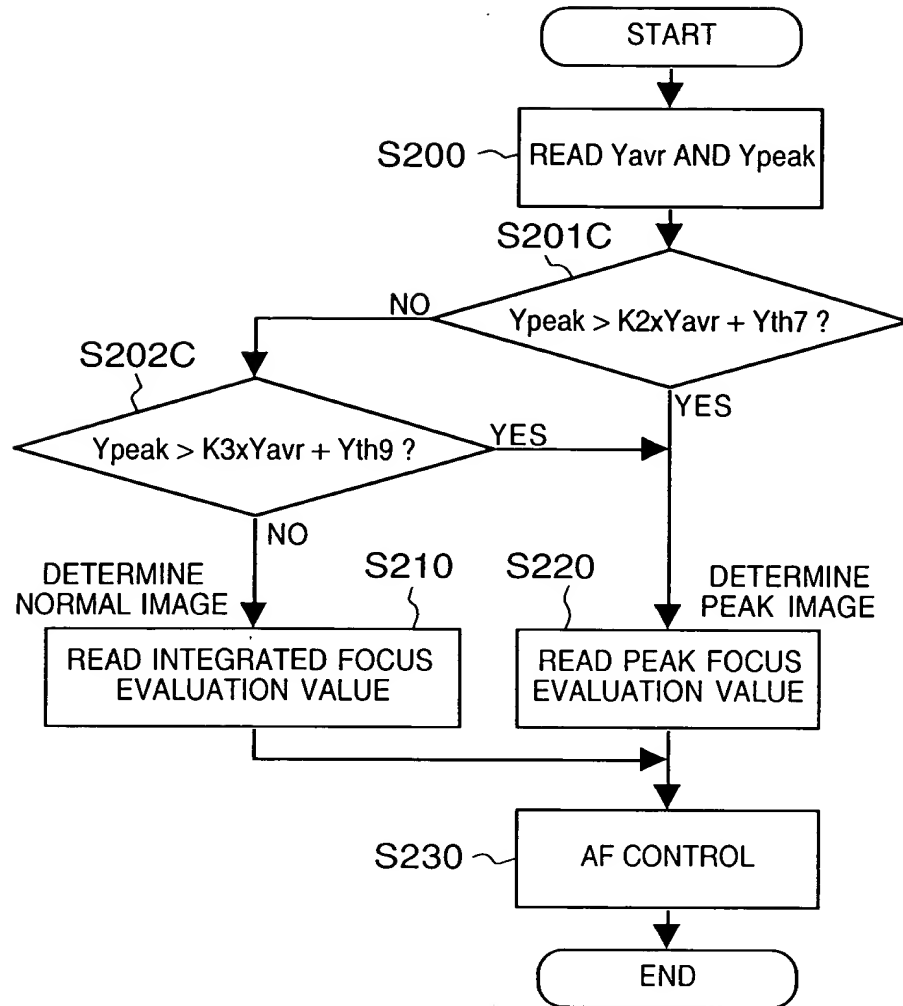 START
S200
READ Yavr AND Ypeak
S201C
Ypeak > K2xYavr + Yth7 ?
NO
YES
S202C
Ypeak > K3xYavr + Yth9 ?
YES
NO
DETERMINE
NORMAL IMAGE
S210
READ INTEGRATED FOCUS
EVALUATION VALUE
S220
DETERMINE
PEAK IMAGE
READ PEAK FOCUS
EVALUATION VALUE
S230
AF CONTROL
END